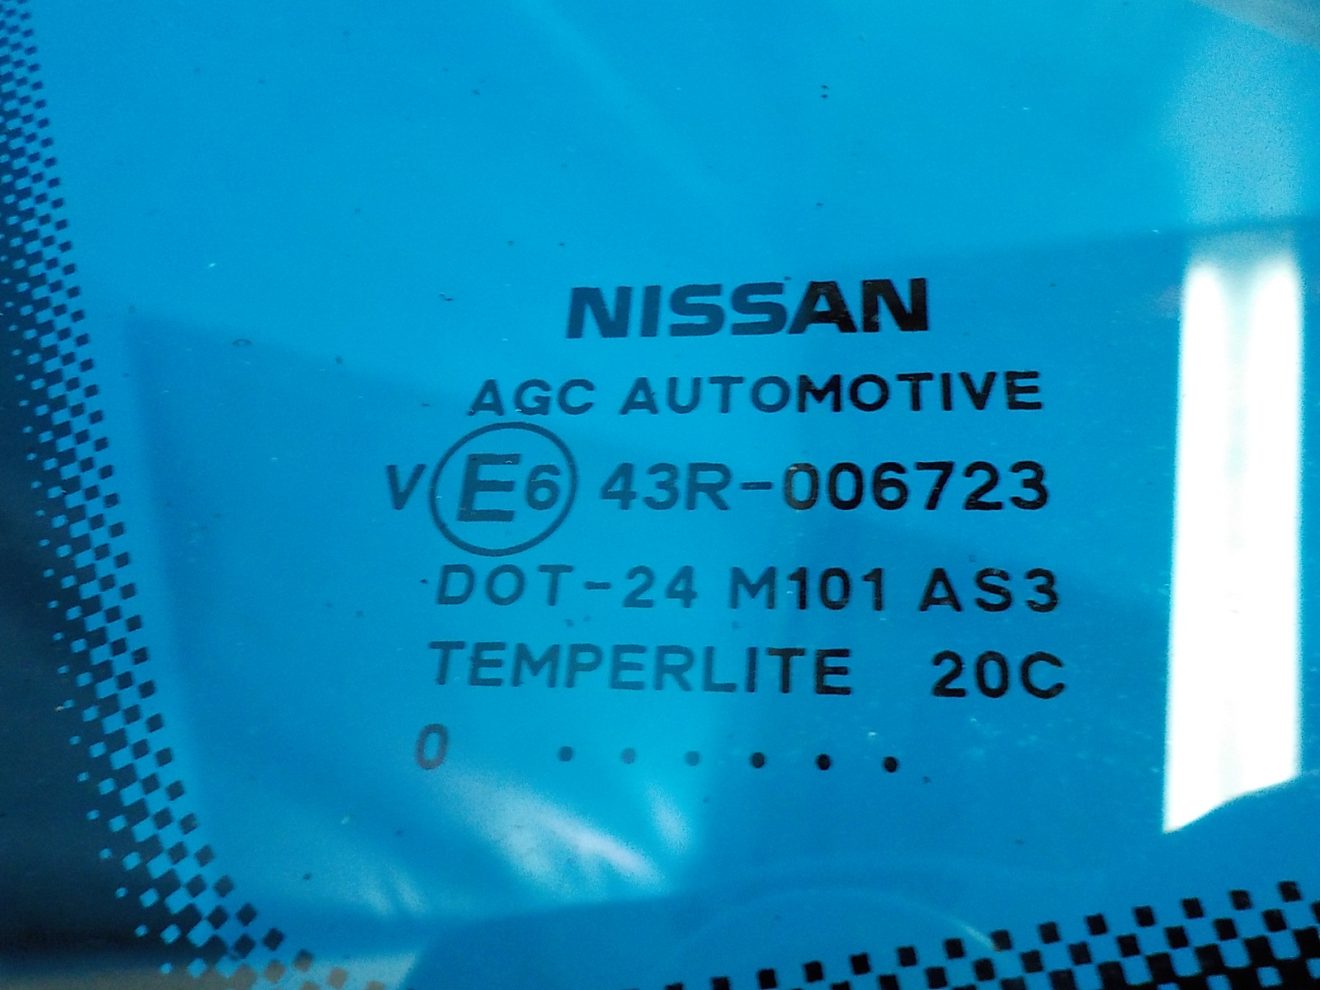 NISSAN
AGC AUTOMOTIVE
V E6 43R-006723
DOT-24 M101 AS3
TEMPERLITE 20C
0 ......